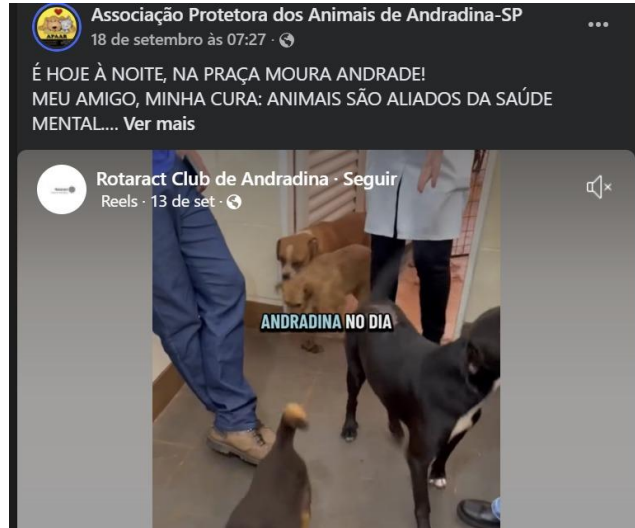 Associação Protetora dos Animais de Andradina-SP
18 de setembro às 07:27 ·
É HOJE À NOITE, NA PRAÇA MOURA ANDRADE!
MEU AMIGO, MINHA CURA: ANIMAIS SÃO ALIADOS DA SAÚDE
MENTAL.... Ver mais
Rotaract Club de Andradina · Seguir
Reels · 13 de set ·
ANDRADINA NO DIA